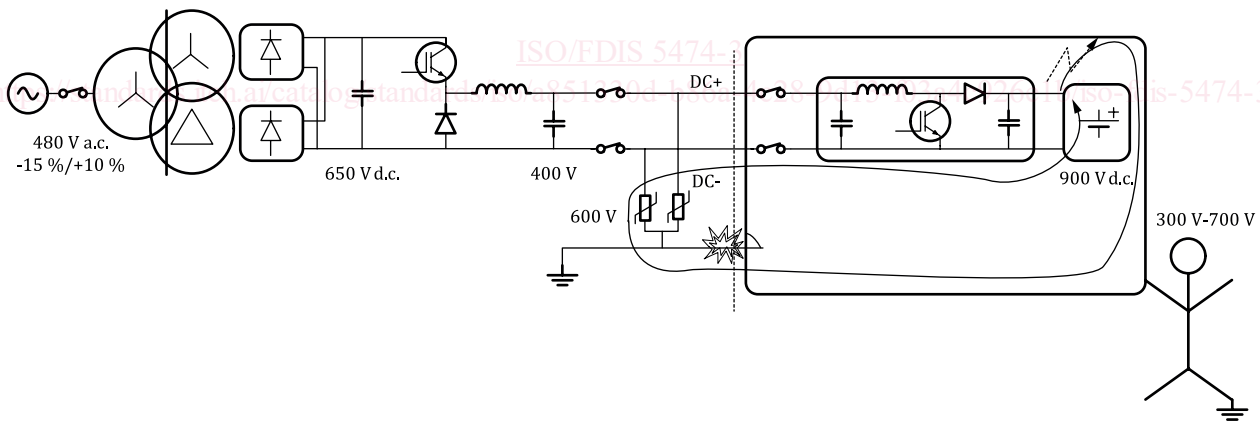 ISO/FDIS 5474-3
480 V a.c.
-15 %/+10 %
650 V d.c.
400 V
DC+
DC-
600 V
+
900 V d.c.
300 V-700 V